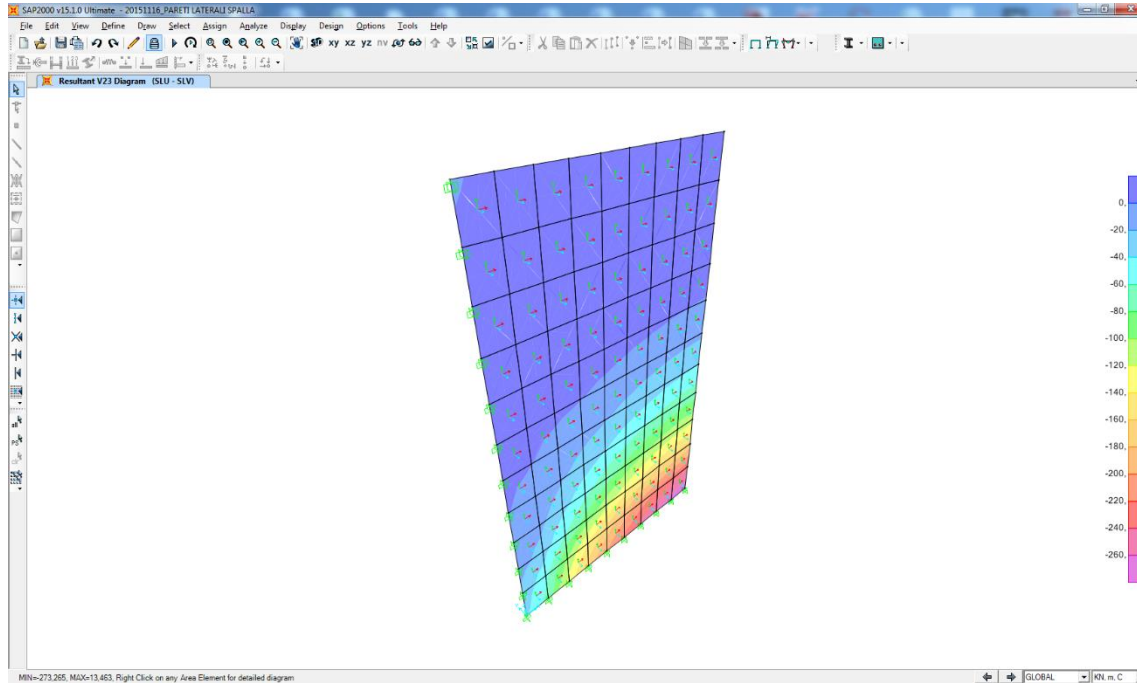 SAP2000 v15.1.0 Ultimate - 20151116_PARETI LATERALI SPALLA
File Edit View Define Draw Select Assign Analyze Display Design Options Tools Help
xy xz yz nv
Resultant V23 Diagram (SLU - SLV)
0,
-20,
-40,
-60,
-80,
-100,
-120,
-140,
-160,
-180,
-200,
-220,
-240,
-260,
MIN=-273,265, MAX=13,463, Right Click on any Area Element for detailed diagram
GLOBAL
KN, m, C